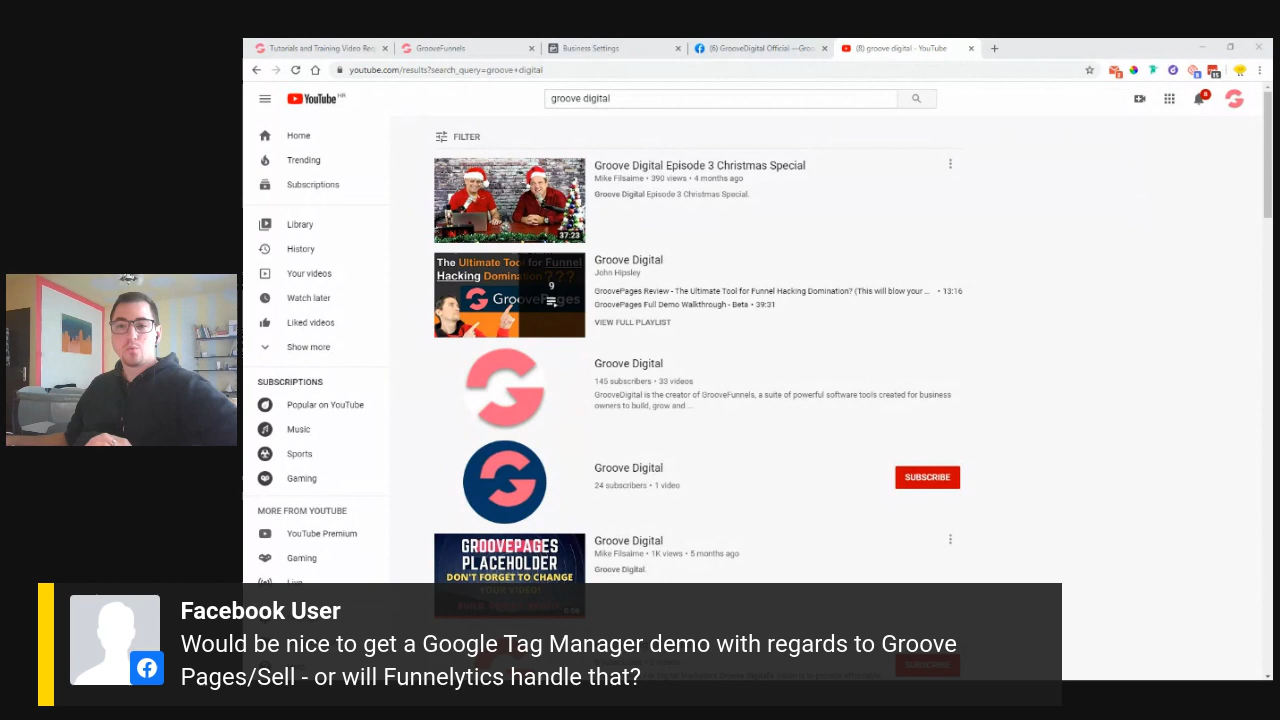 Tutorials and Training Video Req
GrooveFunnels
Business Settings
(6) GrooveDigital Official —Groo
(8) groove digital - YouTube
youtube.com/results?search_query=groove+digital
YouTube HR
groove digital
8
Home
Trending
Subscriptions
Library
History
Your videos
Watch later
Liked videos
Show more
SUBSCRIPTIONS
Popular on YouTube
Music
Sports
Gaming
MORE FROM YOUTUBE
YouTube Premium
Gaming
Live
FILTER
37:23
Groove Digital Episode 3 Christmas Special
Mike Filsaime • 390 views • 4 months ago
Groove Digital Episode 3 Christmas Special.
The Ultimate Tool for Funnel
Hacking Domination???
9
GroovePages
Groove Digital
John Hipsley
GroovePages Review - The Ultimate Tool for Funnel Hacking Domination? (This will blow your ... • 13:16
GroovePages Full Demo Walkthrough - Beta • 39:31
VIEW FULL PLAYLIST
Groove Digital
145 subscribers • 33 videos
GrooveDigital is the creator of GrooveFunnels, a suite of powerful software tools created for business
owners to build, grow and ...
Groove Digital
24 subscribers • 1 video
SUBSCRIBE
GROOVEPAGES
PLACEHOLDER
DON'T FORGET TO CHANGE
YOUR VIDEO!
Groove Digital
Mike Filsaime • 1K views • 5 months ago
Groove Digital.
SUBSCRIBE
Facebook User
Would be nice to get a Google Tag Manager demo with regards to Groove
Pages/Sell - or will Funnelytics handle that?